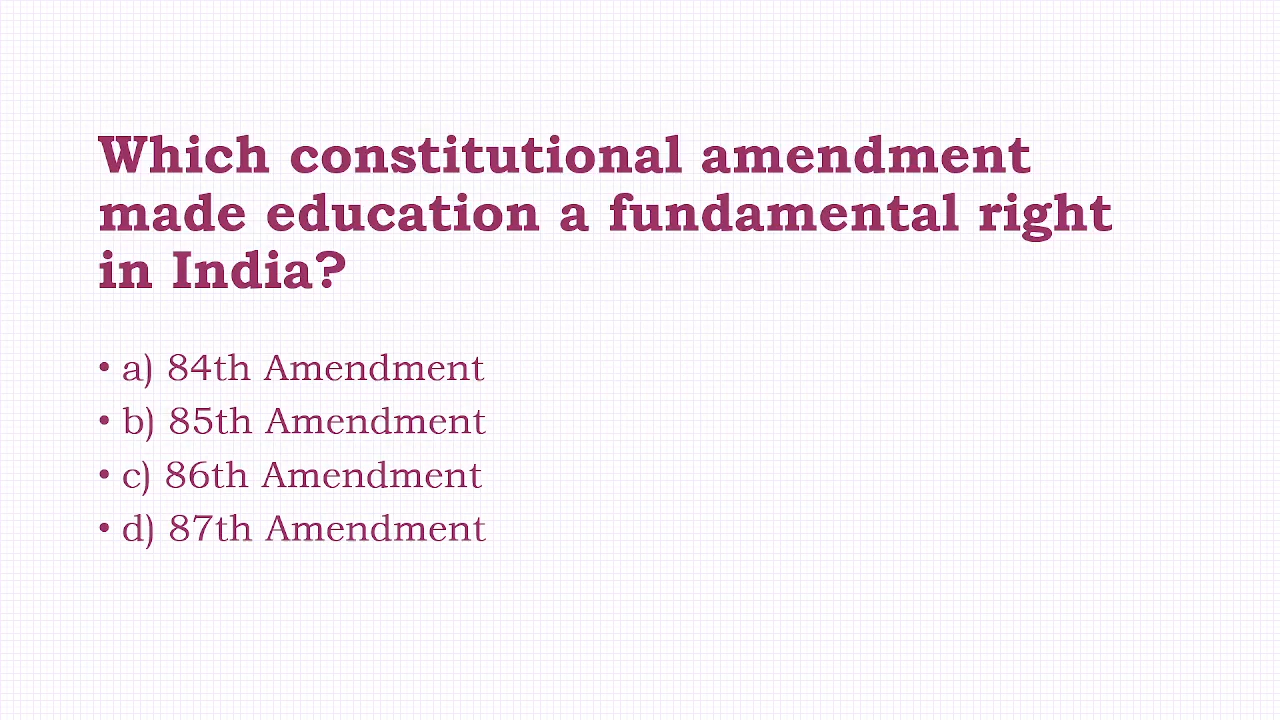 Which constitutional amendment
made education a fundamental right
in India?
• a) 84th Amendment
• b) 85th Amendment
• c) 86th Amendment
• d) 87th Amendment